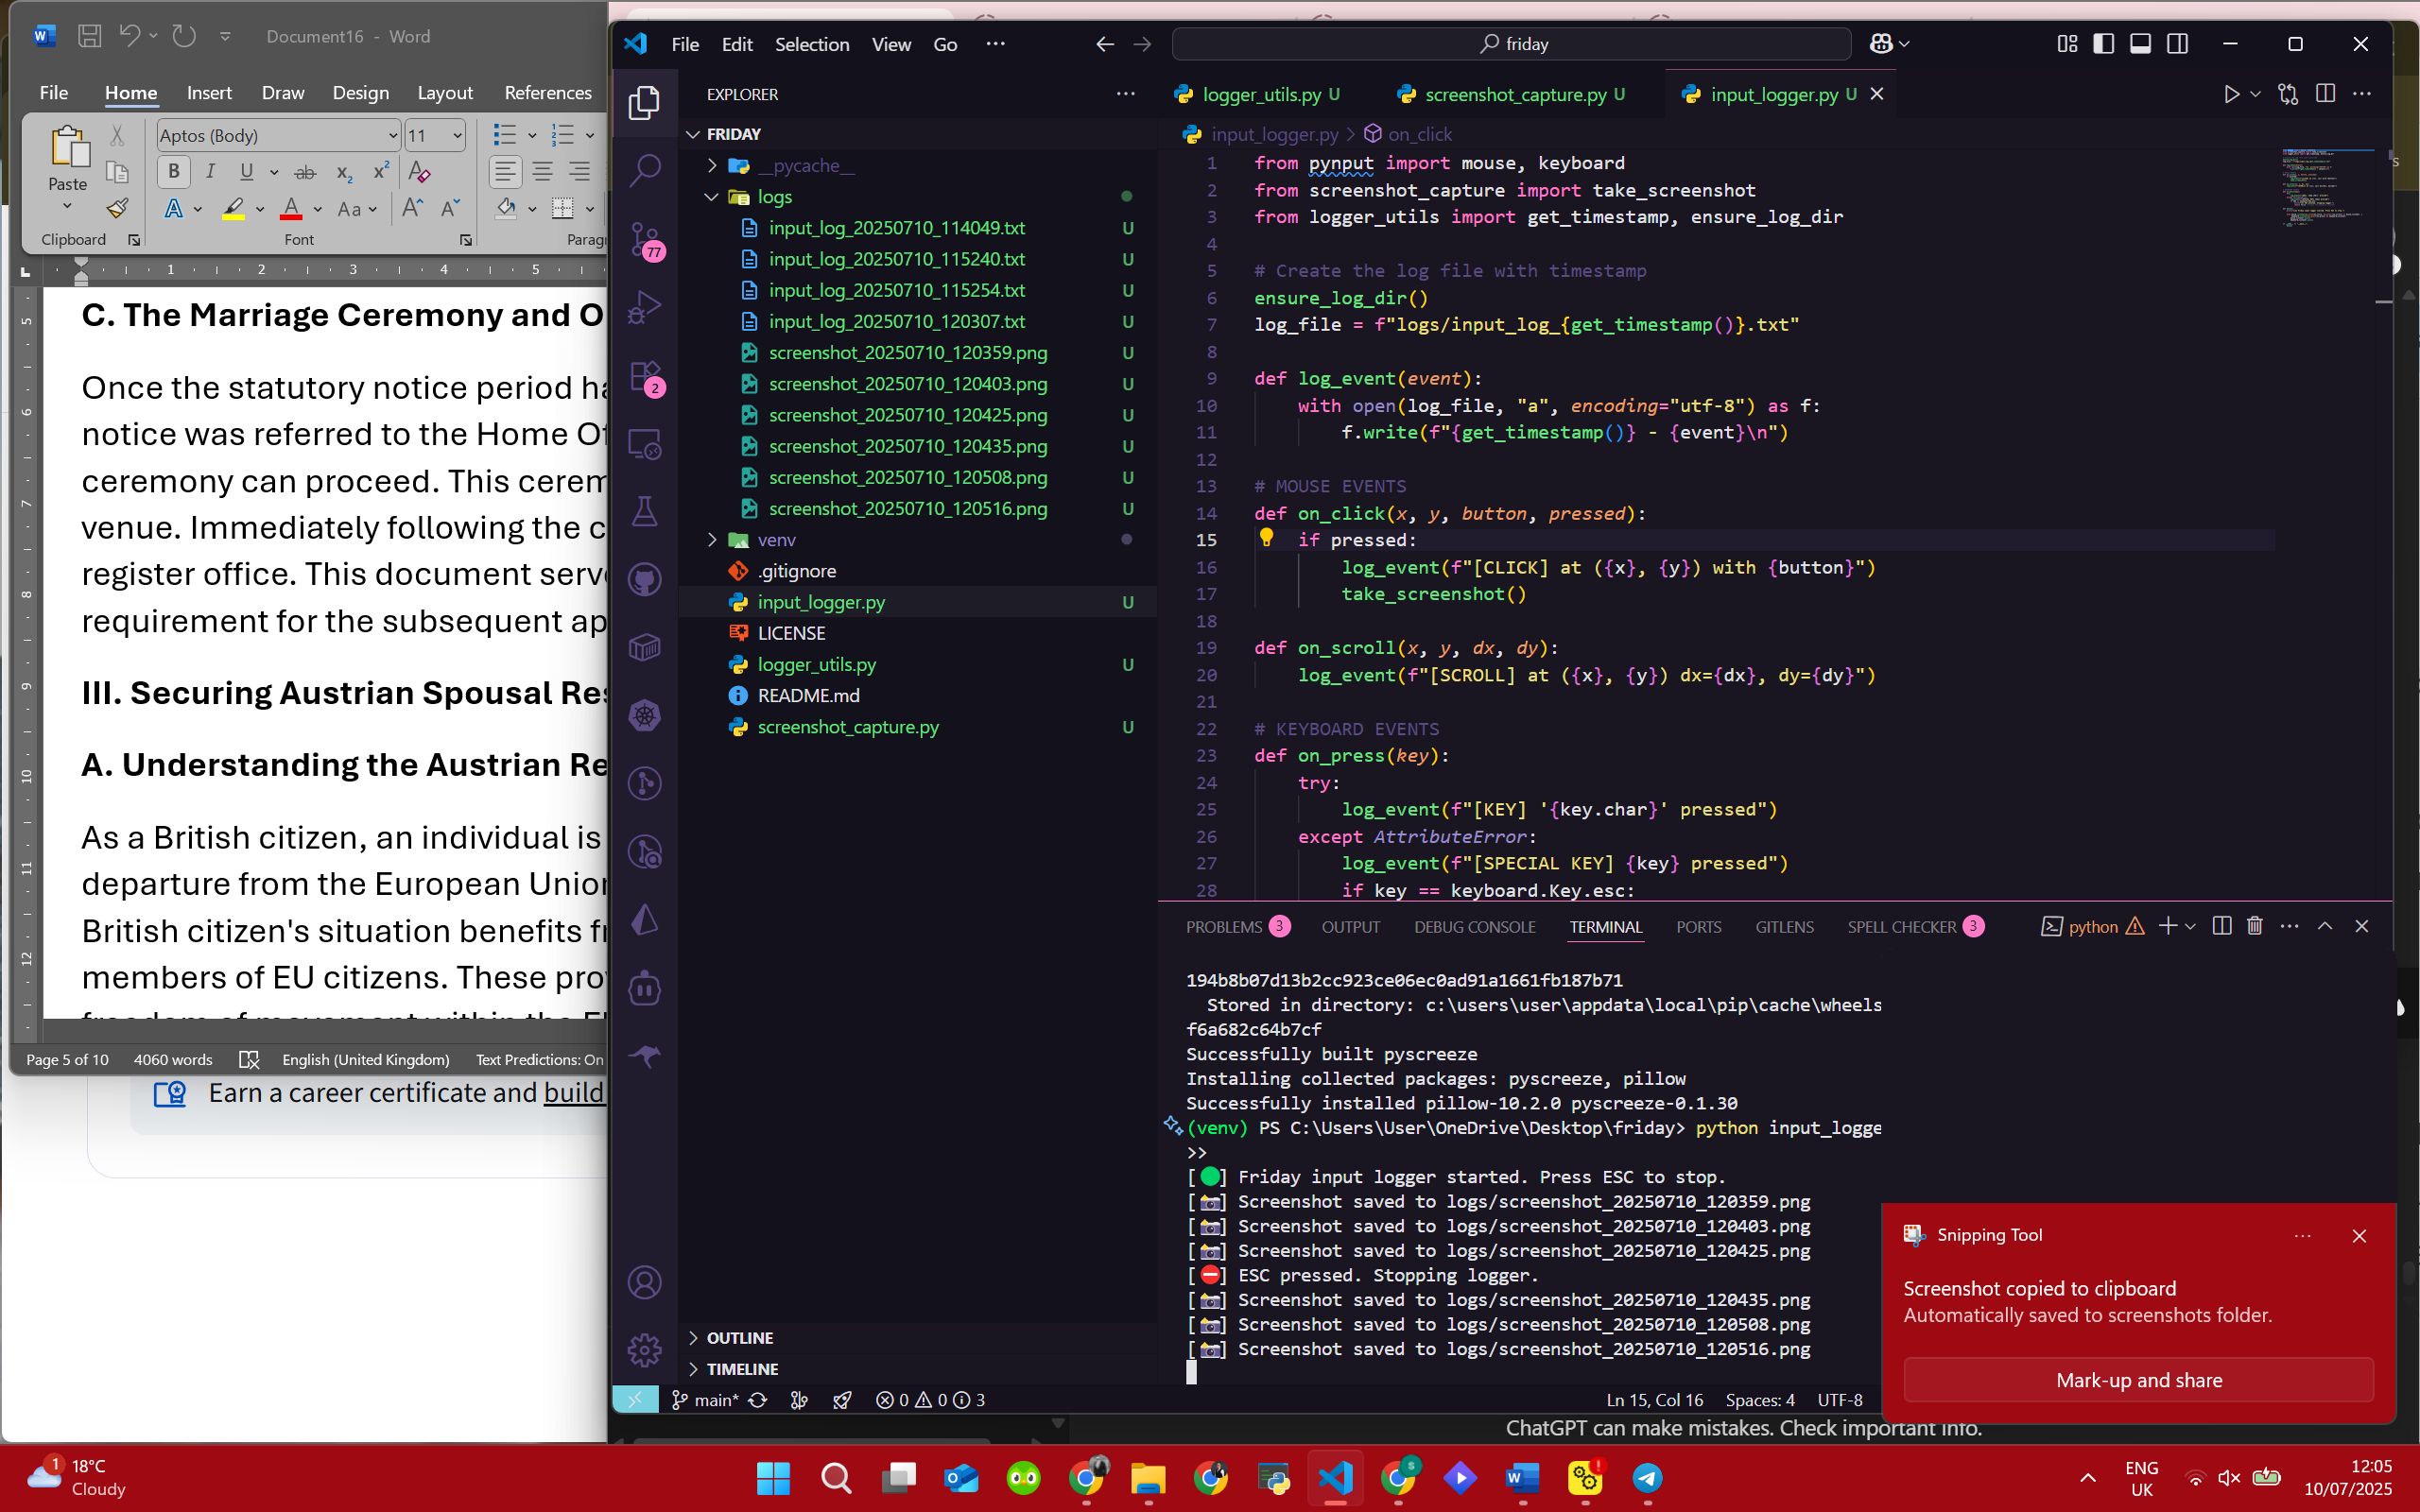 Document16 - Word
File Home Insert Draw Design Layout References
Paste
Aptos (Body) 11
B I U ab x₂ x²
A A Aa A A
Clipboard Font Paragr
1 2 3 4 5
C. The Marriage Ceremony and O
Once the statutory notice period ha
notice was referred to the Home Of
ceremony can proceed. This cerem
venue. Immediately following the c
register office. This document serve
requirement for the subsequent ap
III. Securing Austrian Spousal Res
A. Understanding the Austrian Re
As a British citizen, an individual is
departure from the European Union
British citizen's situation benefits fr
members of EU citizens. These prov
5
6
7
8
9
10
11
12
Page 5 of 10 4060 words English (United Kingdom) Text Predictions: On
Earn a career certificate and build
File Edit Selection View Go ···
friday
77
2
EXPLORER ···
FRIDAY
__pycache__
logs
input_log_20250710_114049.txt U
input_log_20250710_115240.txt U
input_log_20250710_115254.txt U
input_log_20250710_120307.txt U
screenshot_20250710_120359.png U
screenshot_20250710_120403.png U
screenshot_20250710_120425.png U
screenshot_20250710_120435.png U
screenshot_20250710_120508.png U
screenshot_20250710_120516.png U
venv
.gitignore
input_logger.py U
LICENSE
logger_utils.py U
README.md
screenshot_capture.py U
OUTLINE
TIMELINE
logger_utils.py U screenshot_capture.py U input_logger.py U
input_logger.py > on_click
1 from pynput import mouse, keyboard
2 from screenshot_capture import take_screenshot
3 from logger_utils import get_timestamp, ensure_log_dir
4
5 # Create the log file with timestamp
6 ensure_log_dir()
7 log_file = f"logs/input_log_{get_timestamp()}.txt"
8
9 def log_event(event):
10 with open(log_file, "a", encoding="utf-8") as f:
11 f.write(f"{get_timestamp()} - {event}\n")
12
13 # MOUSE EVENTS
14 def on_click(x, y, button, pressed):
15 if pressed:
16 log_event(f"[CLICK] at ({x}, {y}) with {button}")
17 take_screenshot()
18
19 def on_scroll(x, y, dx, dy):
20 log_event(f"[SCROLL] at ({x}, {y}) dx={dx}, dy={dy}")
21
22 # KEYBOARD EVENTS
23 def on_press(key):
24 try:
25 log_event(f"[KEY] '{key.char}' pressed")
26 except AttributeError:
27 log_event(f"[SPECIAL KEY] {key} pressed")
28 if key == keyboard.Key.esc:
PROBLEMS 3 OUTPUT DEBUG CONSOLE TERMINAL PORTS GITLENS SPELL CHECKER 3 python
194b8b07d13b2cc923ce06ec0ad91a1661fb187b71
Stored in directory: c:\users\user\appdata\local\pip\cache\wheels
f6a682c64b7cf
Successfully built pyscreeze
Installing collected packages: pyscreeze, pillow
Successfully installed pillow-10.2.0 pyscreeze-0.1.30
(venv) PS C:\Users\User\OneDrive\Desktop\friday> python input_logge
>>
[🟢] Friday input logger started. Press ESC to stop.
[📸] Screenshot saved to logs/screenshot_20250710_120359.png
[📸] Screenshot saved to logs/screenshot_20250710_120403.png
[📸] Screenshot saved to logs/screenshot_20250710_120425.png
[⛔] ESC pressed. Stopping logger.
[📸] Screenshot saved to logs/screenshot_20250710_120435.png
[📸] Screenshot saved to logs/screenshot_20250710_120508.png
[📸] Screenshot saved to logs/screenshot_20250710_120516.png
main* 0 0 3 Ln 15, Col 16 Spaces: 4 UTF-8
Snipping Tool
Screenshot copied to clipboard
Automatically saved to screenshots folder.
Mark-up and share
ChatGPT can make mistakes. Check important info.
1 18°C
Cloudy
ENG
UK
12:05
10/07/2025